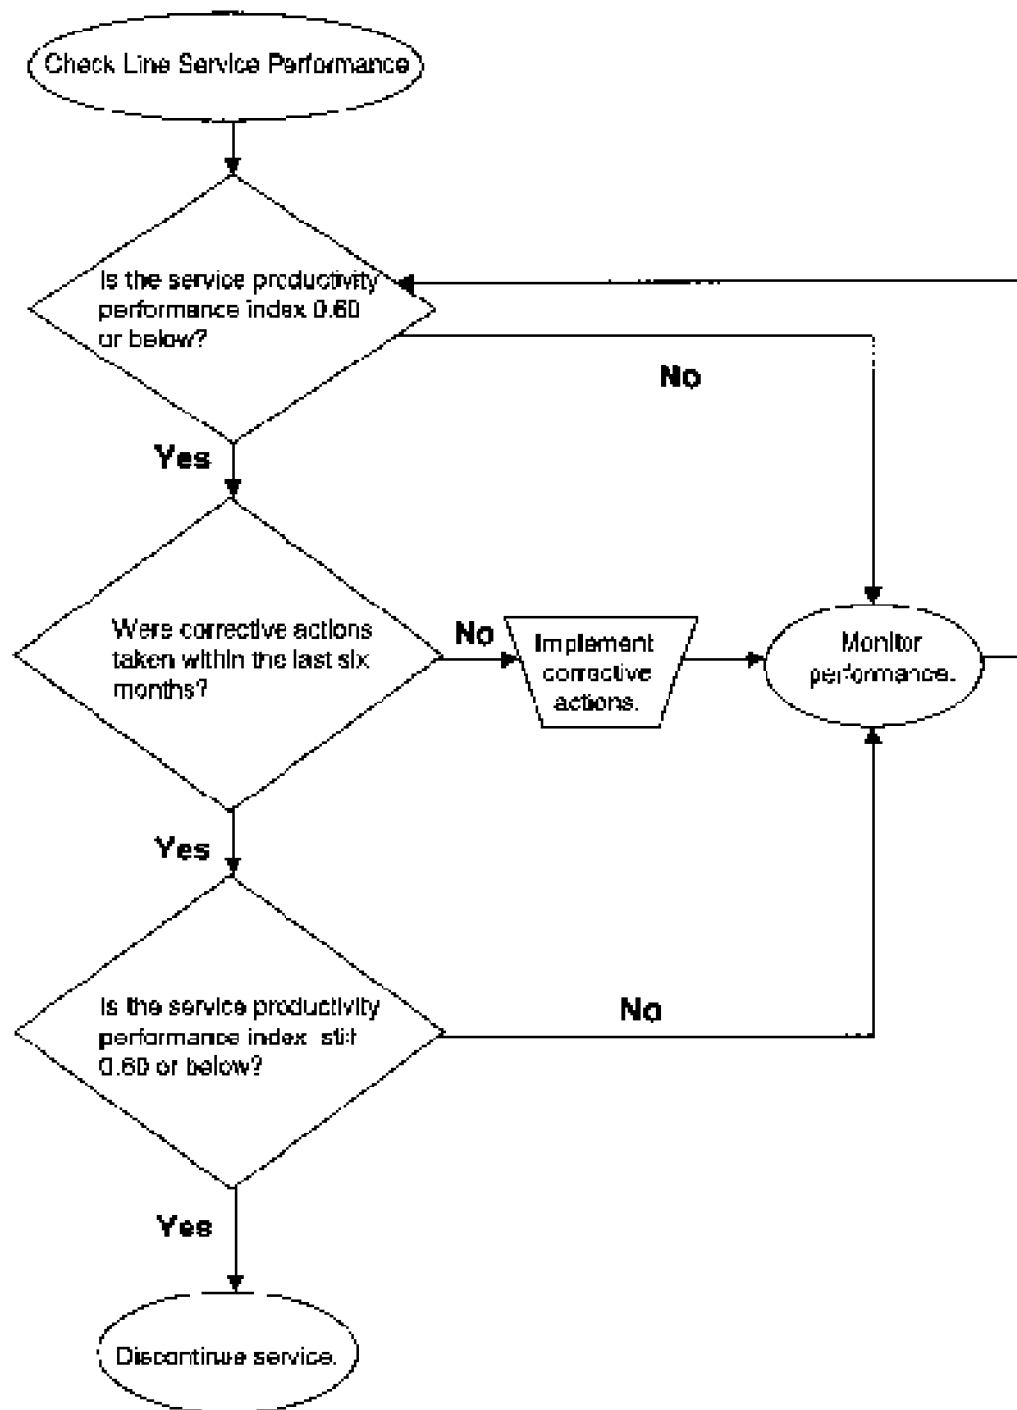 Check Line Service Performance
Is the service productivity
performance index 0.60
or below?
No
Yes
Were corrective actions
taken within the last six
months?
No
Implement
corrective
actions.
Monitor
performance.
Yes
Is the service productivity
performance index still
0.60 or below?
No
Yes
Discontinue service.